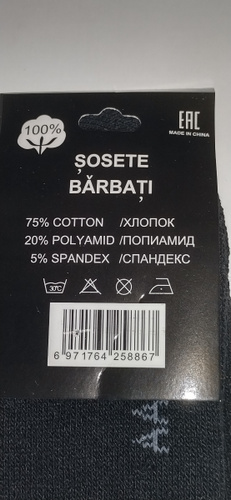 100%
EAC
MADE IN CHINA
ȘOSETE
BĂRBAȚI
75% COTTON /ХЛОПОК
20% POLYAMID /ПОПИАМИД
5% SPANDEX /СПАНДЕКС
30°C
6 971764 258867